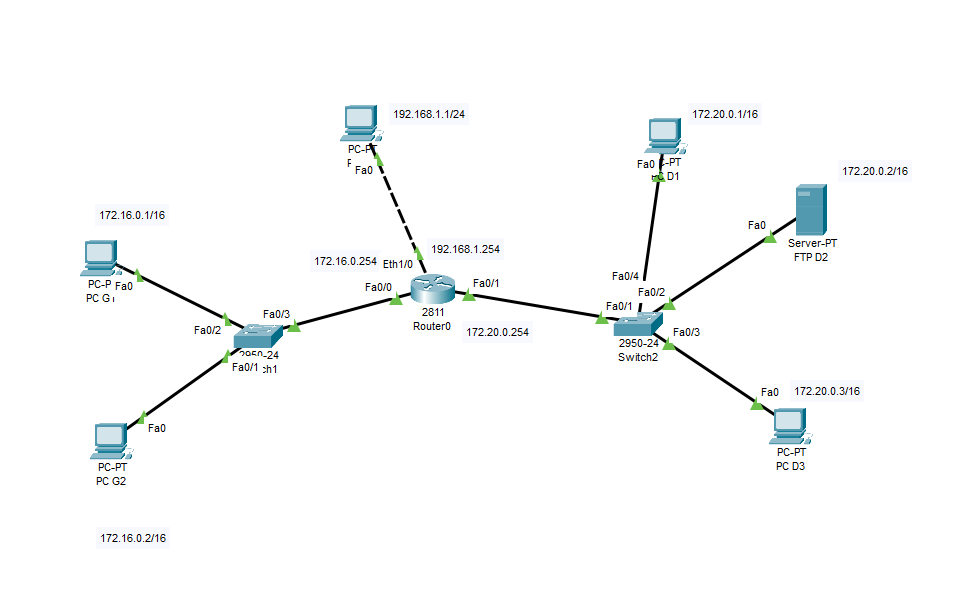 192.168.1.1/24
PC-PT
Fa0
172.20.0.1/16
Fa0
-PT
D1
172.20.0.2/16
Fa0
Server-PT
FTP D2
172.16.0.1/16
Fa0
PC G
192.168.1.254
172.16.0.254
Eth1/0
Fa0/0
Fa0/1
2811
Router0
172.20.0.254
Fa0/4
Fa0/2
Fa0/1
2950-24
Switch2
Fa0/3
Fa0/3
Fa0/2
2950-24
Fa0/1
Fa0
PC-PT
PC G2
172.16.0.2/16
Fa0
172.20.0.3/16
PC-PT
PC D3